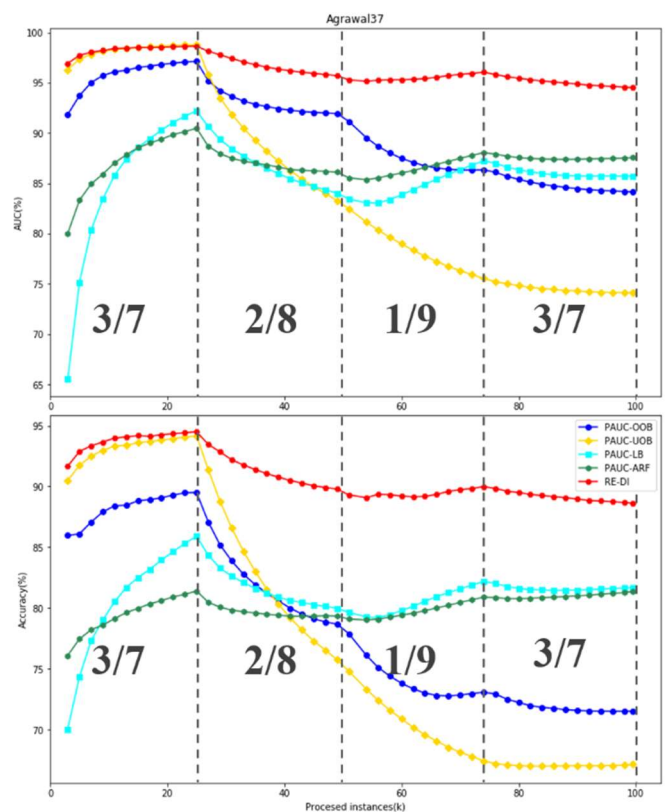 Agrawal37
100
95
90
85
80
75
70
65
AUC(%)
3/7 2/8 1/9 3/7
0 20 40 60 80 100
95
90
85
80
75
70
Accuracy(%)
PAUC-OOB
PAUC-UOB
PAUC-LB
PAUC-ARF
RE-DI
3/7 2/8 1/9 3/7
0 20 40 60 80 100
Procesed instances(k)